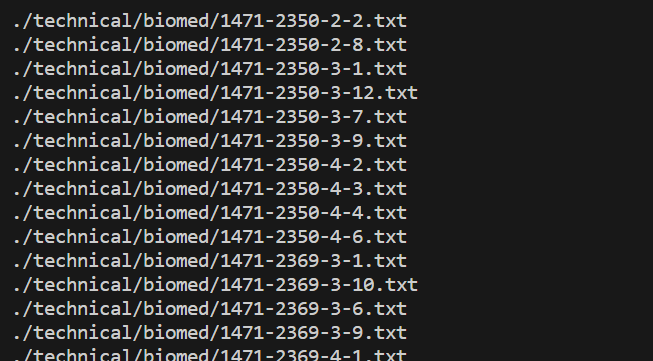 ./technical/biomed/1471-2350-2-2.txt
./technical/biomed/1471-2350-2-8.txt
./technical/biomed/1471-2350-3-1.txt
./technical/biomed/1471-2350-3-12.txt
./technical/biomed/1471-2350-3-7.txt
./technical/biomed/1471-2350-3-9.txt
./technical/biomed/1471-2350-4-2.txt
./technical/biomed/1471-2350-4-3.txt
./technical/biomed/1471-2350-4-4.txt
./technical/biomed/1471-2350-4-6.txt
./technical/biomed/1471-2369-3-1.txt
./technical/biomed/1471-2369-3-10.txt
./technical/biomed/1471-2369-3-6.txt
./technical/biomed/1471-2369-3-9.txt
./technical/biomed/1471-2369-4-1.txt